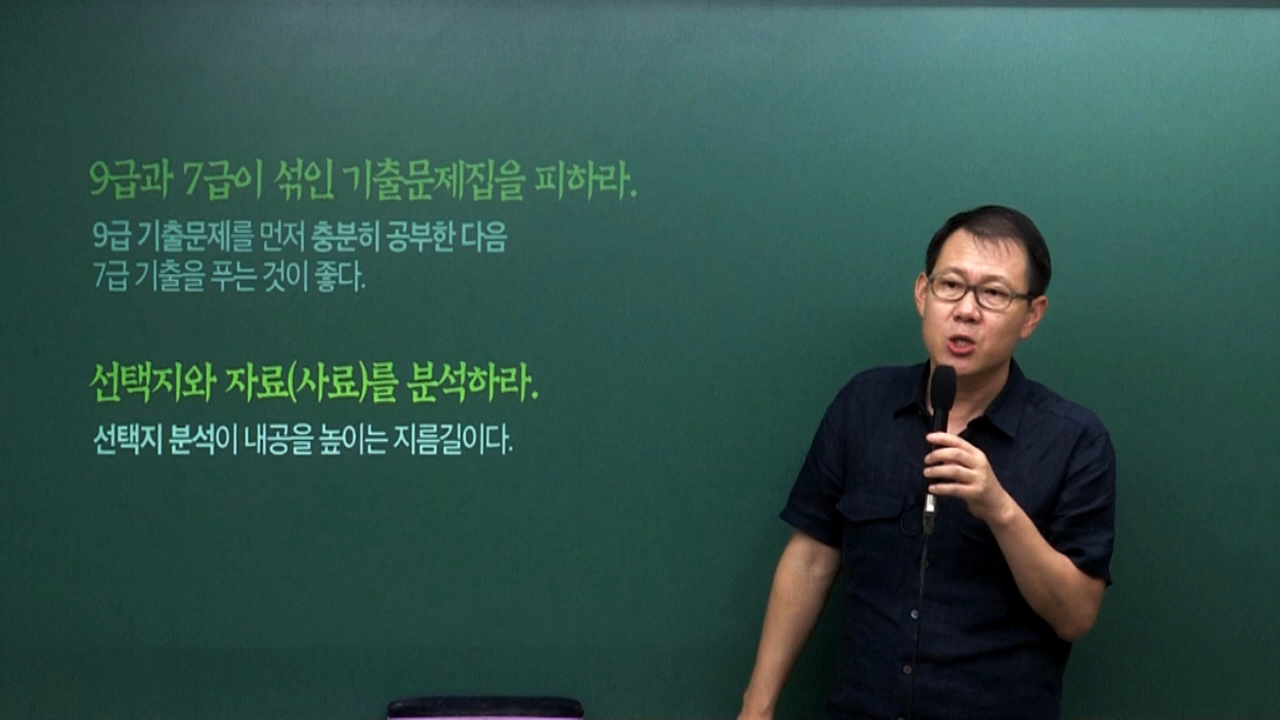 9급과 7급이 섞인 기출문제집을 피하라.
9급 기출문제를 먼저 충분히 공부한 다음
7급 기출을 푸는 것이 좋다.
선택지와 자료(사료)를 분석하라.
선택지 분석이 내공을 높이는 지름길이다.